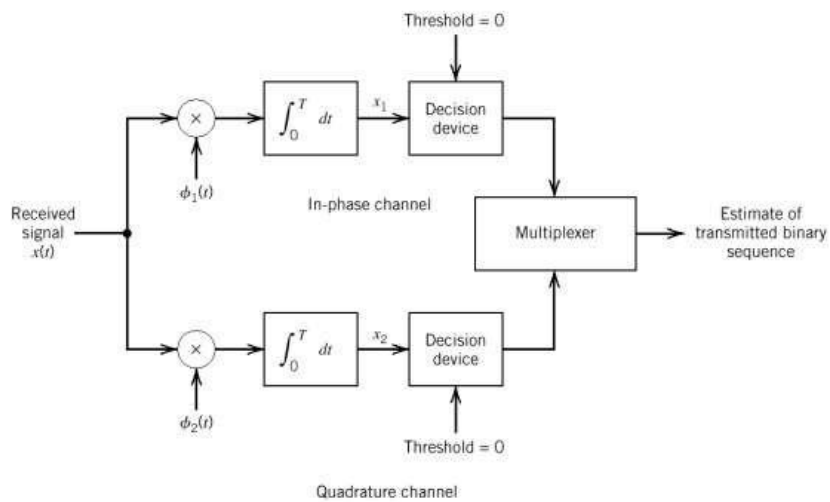 Threshold = 0
∫₀ᵀ dt
x₁
Decision
device
×
ϕ₁(t)
In-phase channel
Received
signal
x(t)
Multiplexer
Estimate of
transmitted binary
sequence
×
∫₀ᵀ dt
x₂
Decision
device
ϕ₂(t)
Threshold = 0
Quadrature channel